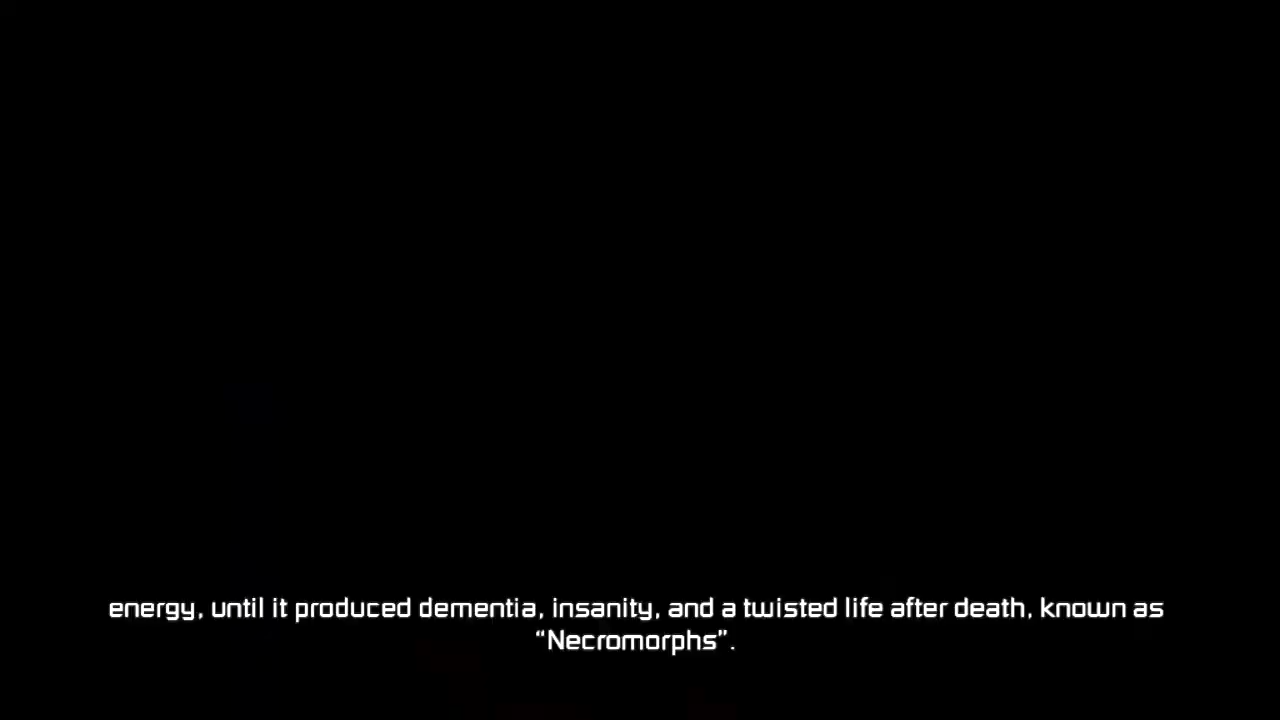 energy, until it produced dementia, insanity, and a twisted life after death, known as
“Necromorphs”.